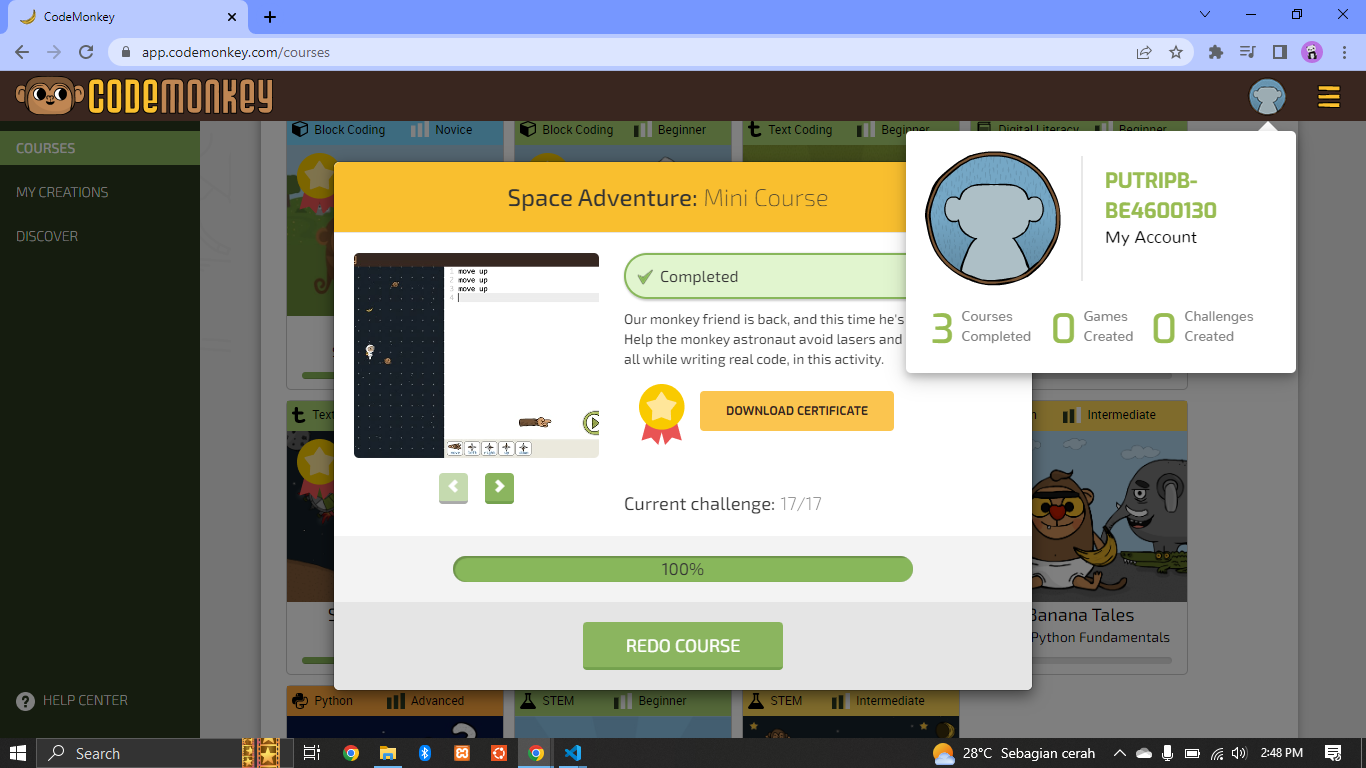 CodeMonkey
app.codemonkey.com/courses
CODEMONKEY
COURSES
MY CREATIONS
DISCOVER
HELP CENTER
Block Coding Novice
Block Coding Beginner
Text Coding Beginner
Digital Literacy Beginner
PUTRIPB-
BE4600130
My Account
3 Courses Completed
0 Games Created
0 Challenges Created
Space Adventure: Mini Course
1 move up
2 move up
3 move up
4
Completed
Our monkey friend is back, and this time he's
Help the monkey astronaut avoid lasers and
all while writing real code, in this activity.
DOWNLOAD CERTIFICATE
Current challenge: 17/17
100%
REDO COURSE
Intermediate
Banana Tales
Python Fundamentals
Python Advanced
STEM Beginner
STEM Intermediate
Search
28°C Sebagian cerah
2:48 PM